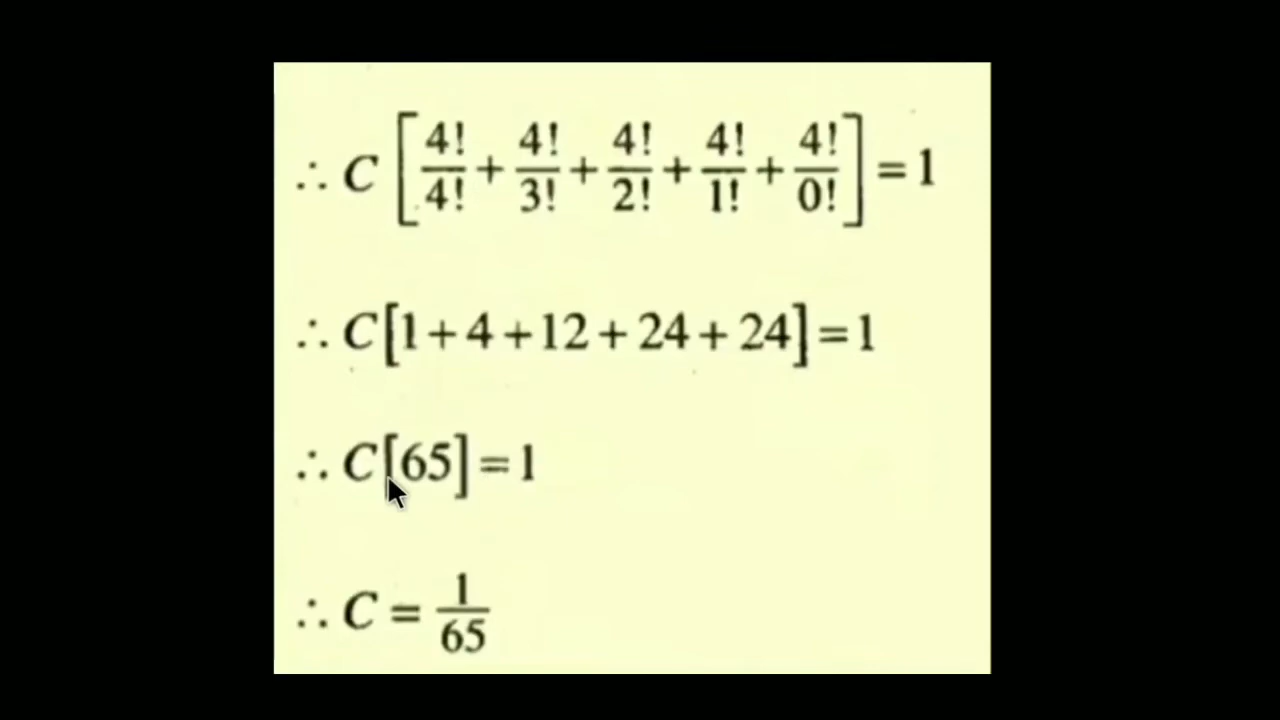 ∴ C [4!/4! + 4!/3! + 4!/2! + 4!/1! + 4!/0!] = 1
∴ C[1 + 4 + 12 + 24 + 24] = 1
∴ C[65] = 1
∴ C = 1/65